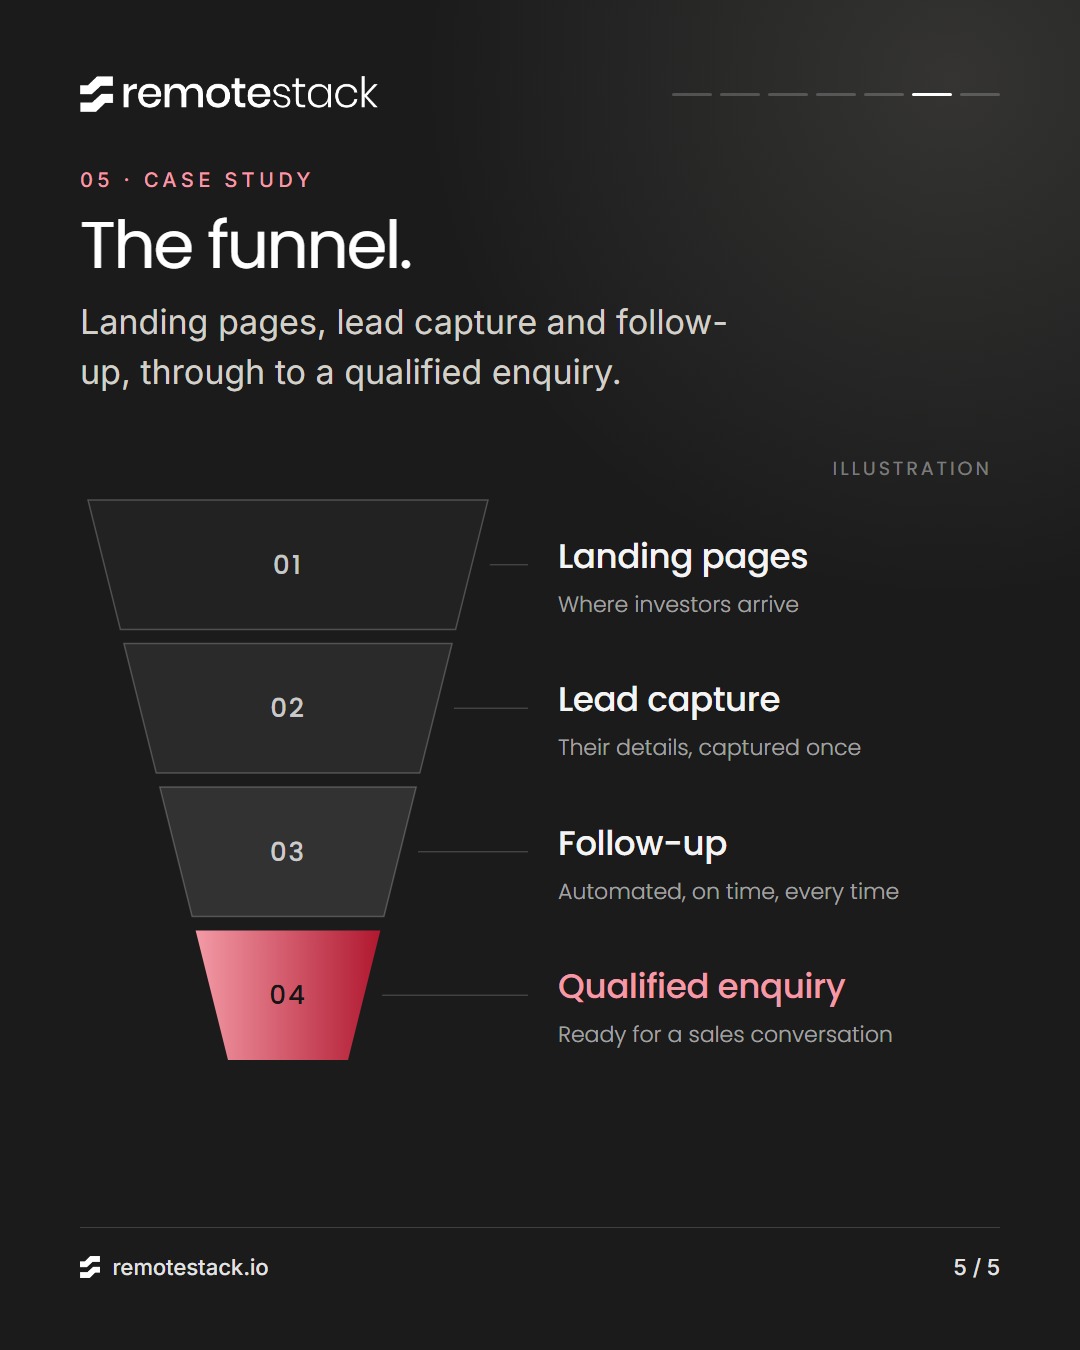 remotestack
05 · CASE STUDY
The funnel.
Landing pages, lead capture and follow-
up, through to a qualified enquiry.
ILLUSTRATION
01
Landing pages
Where investors arrive
02
Lead capture
Their details, captured once
03
Follow-up
Automated, on time, every time
04
Qualified enquiry
Ready for a sales conversation
remotestack.io
5 / 5